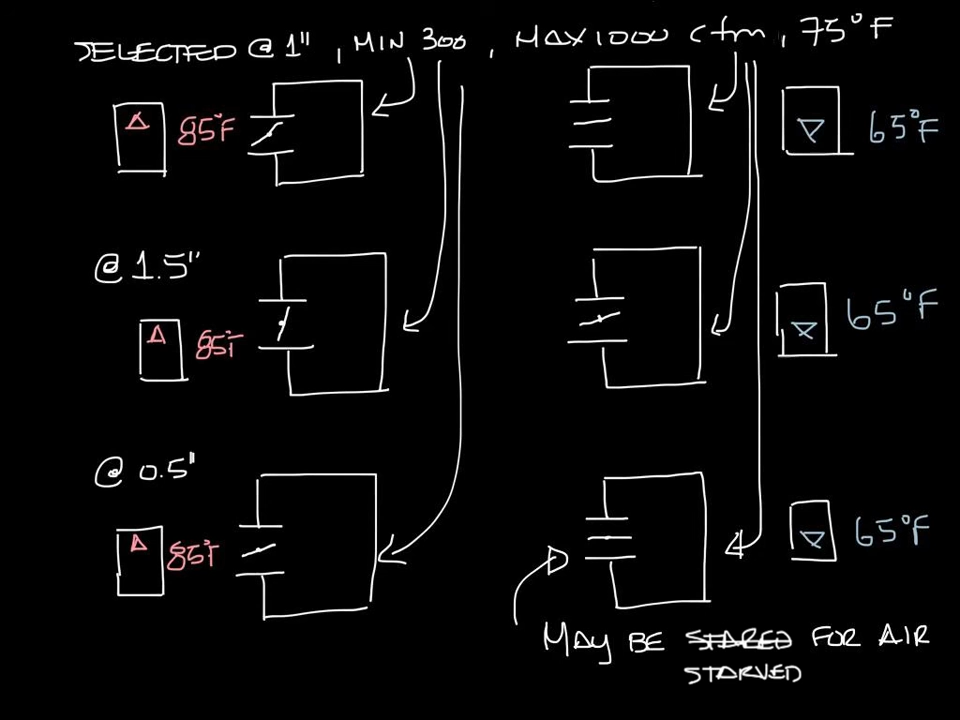 SELECTED @ 1", MIN 300, MAX 1000 cfm, 75°F
85°F
65°F
@ 1.5"
85°F
65°F
@ 0.5"
85°F
65°F
MAY BE STARED FOR AIR
STARVED